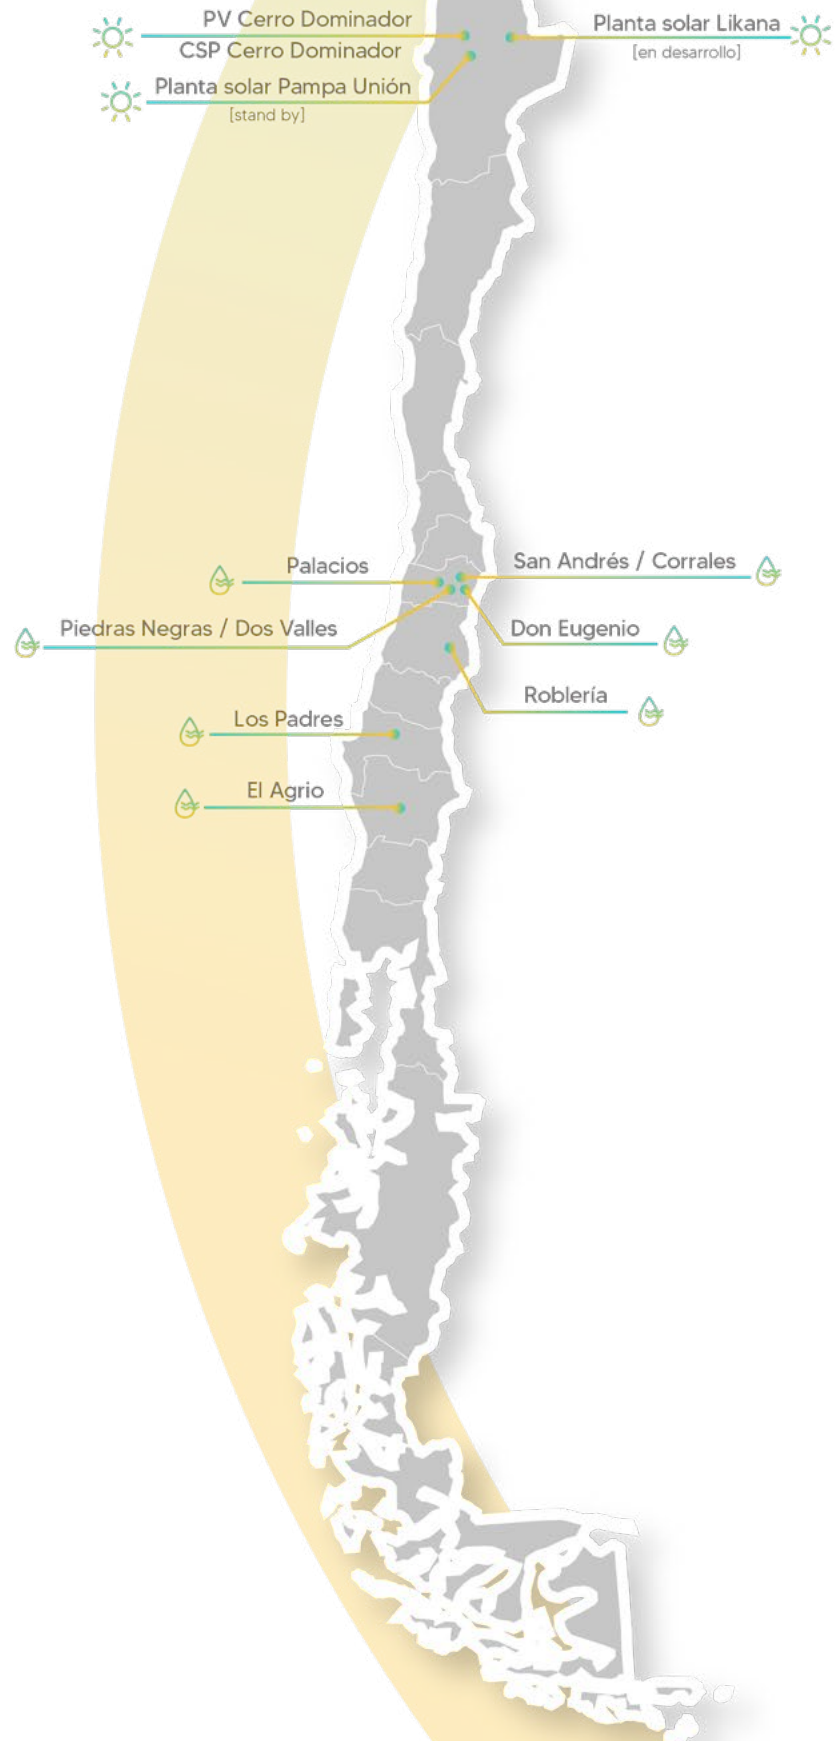 PV Cerro Dominador
CSP Cerro Dominador
Planta solar Likana
[en desarrollo]
Planta solar Pampa Unión
[stand by]
Palacios
San Andrés / Corrales
Piedras Negras / Dos Valles
Don Eugenio
Roblería
Los Padres
El Agrio